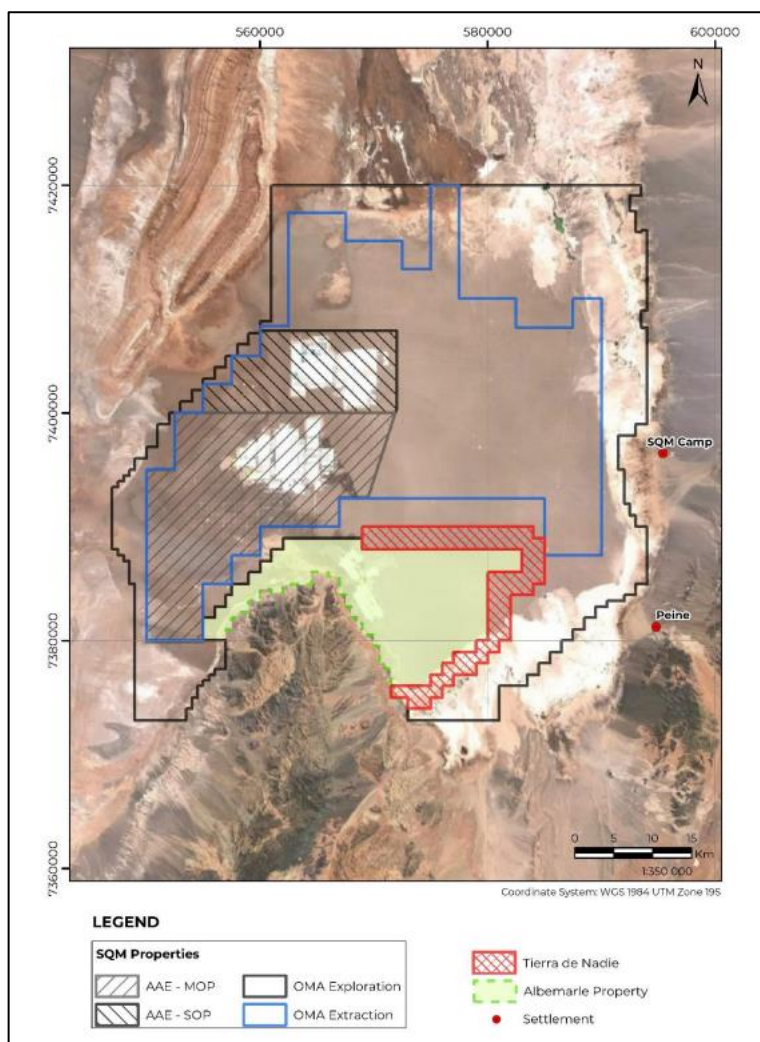 560000 580000 600000
N
7420000
7400000
SQM Camp
Peine
7380000
7360000
0 5 10 15
Km
1:350 000
Coordinate System: WGS 1984 UTM Zone 19S
LEGEND
SQM Properties
AAE - MOP
OMA Exploration
AAE - SOP
OMA Extraction
Tierra de Nadie
Albemarle Property
Settlement